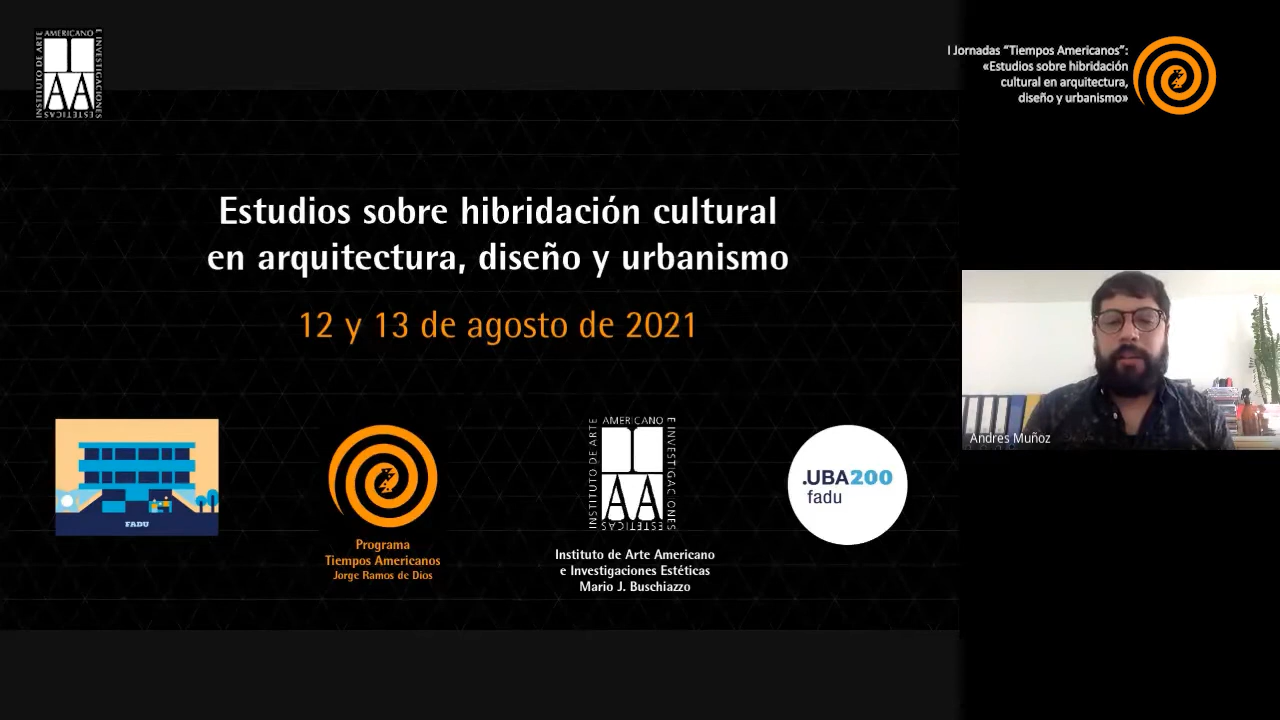 INSTITUTO DE ARTE
AMERICANO
E INVESTIGACIONES
ESTÉTICAS
I Jornadas “Tiempos Americanos”:
«Estudios sobre hibridación
cultural en arquitectura,
diseño y urbanismo»
Estudios sobre hibridación cultural
en arquitectura, diseño y urbanismo
12 y 13 de agosto de 2021
Andres Muñoz
FADU
Programa
Tiempos Americanos
Jorge Ramos de Dios
INSTITUTO DE ARTE
AMERICANO
E INVESTIGACIONES
ESTÉTICAS
Instituto de Arte Americano
e Investigaciones Estéticas
Mario J. Buschiazzo
.UBA200
fadu